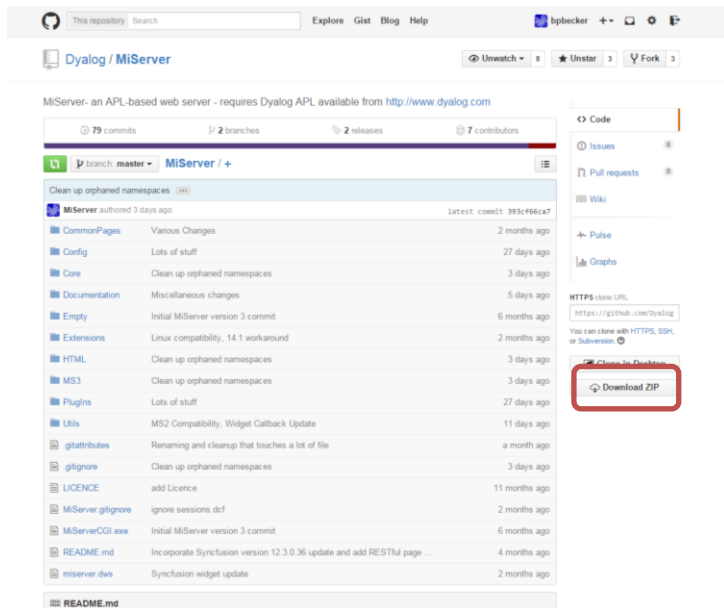 This repository Search Explore Gist Blog Help bpbecker
Dyalog / MiServer Unwatch 8 Unstar 3 Fork 3
MiServer- an APL-based web server - requires Dyalog APL available from http://www.dyalog.com
79 commits 2 branches 2 releases 7 contributors
branch: master MiServer / +
Clean up orphaned namespaces
MiServer authored 3 days ago latest commit 393cf66ca7
CommonPages Various Changes 2 months ago
Config Lots of stuff 27 days ago
Core Clean up orphaned namespaces 3 days ago
Documentation Miscellaneous changes 5 days ago
Empty Initial MiServer version 3 commit 6 months ago
Extensions Linux compatibility, 14.1 workaround 2 months ago
HTML Clean up orphaned namespaces 3 days ago
MS3 Clean up orphaned namespaces 3 days ago
PlugIns Lots of stuff 27 days ago
Utils MS2 Compatibility, Widget Callback Update 11 days ago
.gitattributes Renaming and cleanup that touches a lot of file a month ago
.gitignore Clean up orphaned namespaces 3 days ago
LICENCE add Licence 11 months ago
MiServer.gitignore ignore sessions.dcf 2 months ago
MiServerCGI.exe Initial MiServer version 3 commit 6 months ago
README.md Incorporate Syncfusion version 12.3.0.36 update and add RESTful page ... 4 months ago
miserver.dws Syncfusion widget update 2 months ago
README.md
Code
Issues 0
Pull requests 0
Wiki
Pulse
Graphs
HTTPS clone URL
https://github.com/Dyalog
You can clone with HTTPS, SSH,
or Subversion.
Clone in Desktop
Download ZIP